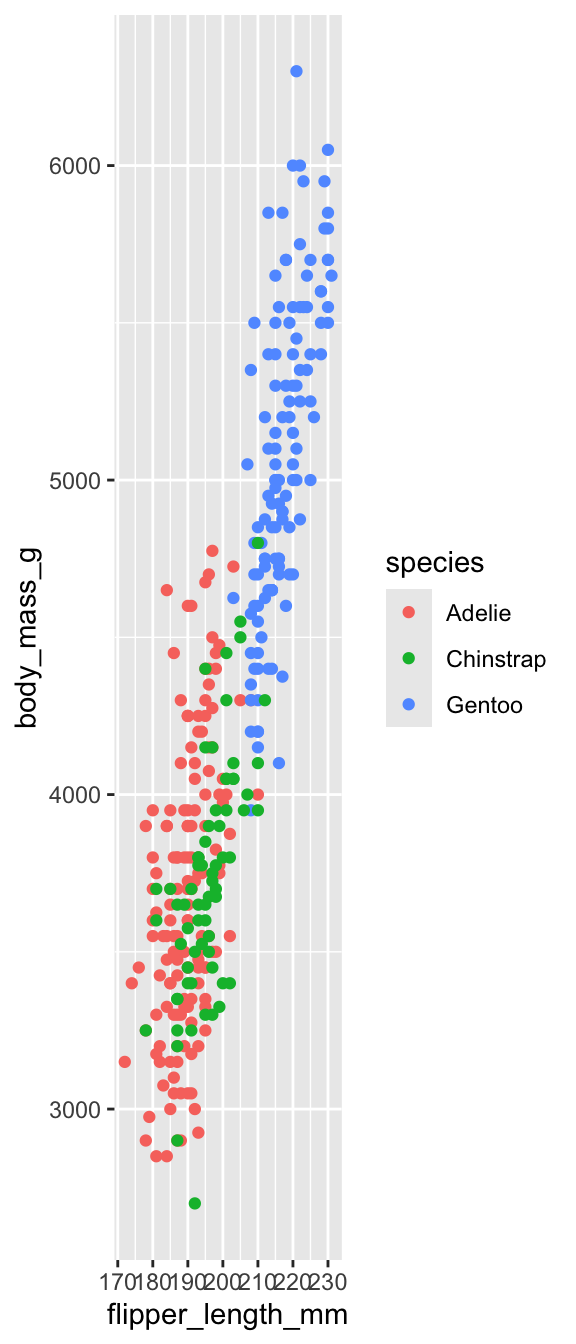 6000
5000
4000
3000
body_mass_g
170 180 190 200 210 220 230
flipper_length_mm
species
Adelie
Chinstrap
Gentoo